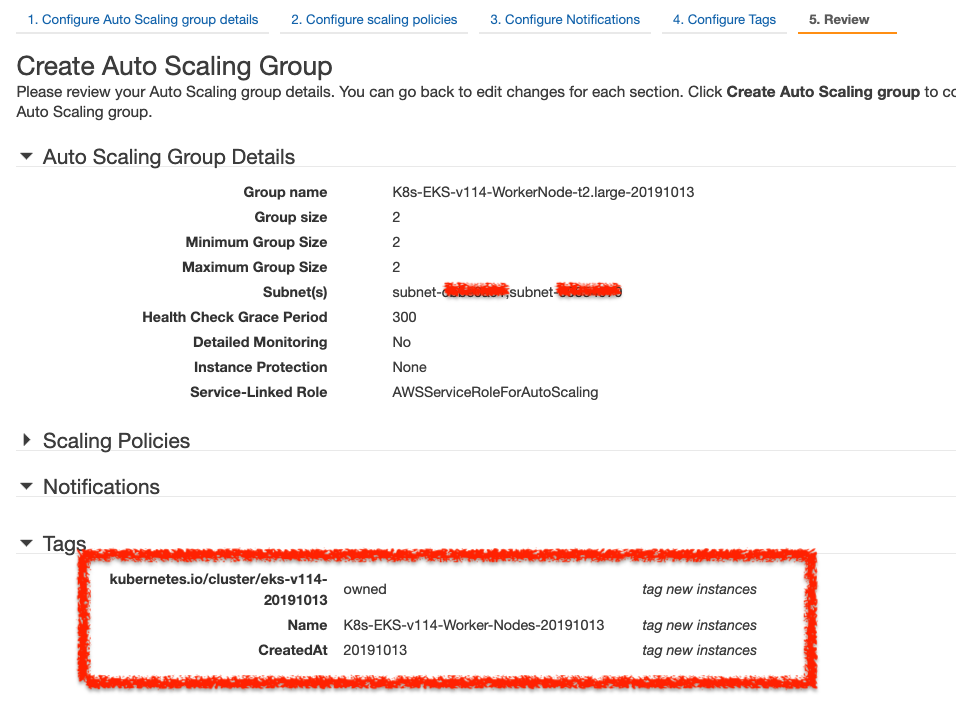 1. Configure Auto Scaling group details 2. Configure scaling policies 3. Configure Notifications 4. Configure Tags 5. Review
Create Auto Scaling Group
Please review your Auto Scaling group details. You can go back to edit changes for each section. Click Create Auto Scaling group to
Auto Scaling group.
Auto Scaling Group Details
Group name K8s-EKS-v114-WorkerNode-t2.large-20191013
Group size 2
Minimum Group Size 2
Maximum Group Size 2
Subnet(s) subnet- ,subnet-
Health Check Grace Period 300
Detailed Monitoring No
Instance Protection None
Service-Linked Role AWSServiceRoleForAutoScaling
Scaling Policies
Notifications
Tags
kubernetes.io/cluster/eks-v114-
20191013 owned tag new instances
Name K8s-EKS-v114-Worker-Nodes-20191013 tag new instances
CreatedAt 20191013 tag new instances